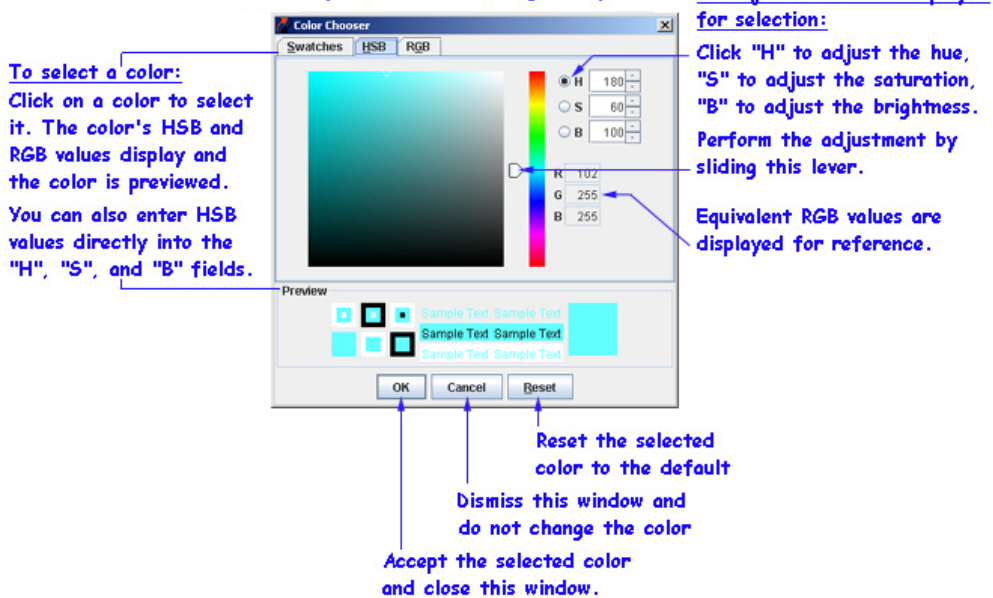 Color Chooser
for selection:
Swatches HSB RGB
Click "H" to adjust the hue,
"S" to adjust the saturation,
"B" to adjust the brightness.
To select a color:
Click on a color to select
it. The color's HSB and
RGB values display and
the color is previewed.
H 180
S 60
B 100
Perform the adjustment by
sliding this lever.
R 102
G 255
B 255
You can also enter HSB
values directly into the
"H", "S", and "B" fields.
Equivalent RGB values are
displayed for reference.
Preview
Sample Text Sample Text
Sample Text Sample Text
Sample Text Sample Text
OK Cancel Reset
Reset the selected
color to the default
Dismiss this window and
do not change the color
Accept the selected color
and close this window.